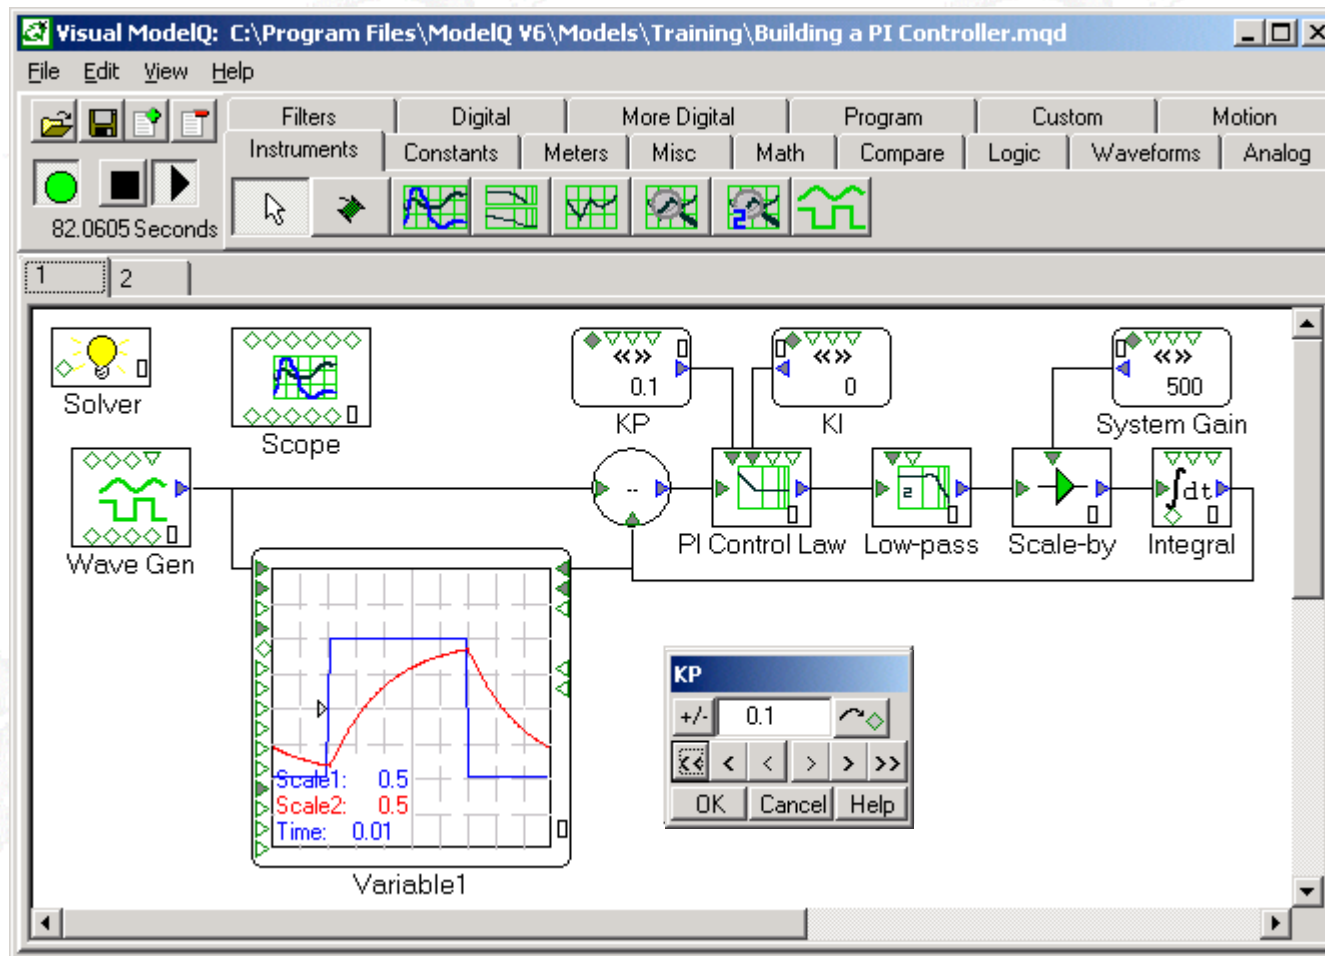 Visual ModelQ: C:\Program Files\ModelQ V6\Models\Training\Building a PI Controller.mqd
File Edit View Help
Filters Digital More Digital Program Custom Motion
Instruments Constants Meters Misc Math Compare Logic Waveforms Analog
82.0605 Seconds
2
1 2
Solver
Scope
«» 0.1
KP
«» 0
KI
«» 500
System Gain
Wave Gen
--
PI Control Law
2
Low-pass
Scale-by
∫dt
Integral
Scale1: 0.5
Scale2: 0.5
Time: 0.01
Variable1
KP
+/- 0.1
<< < < > > >>
OK Cancel Help